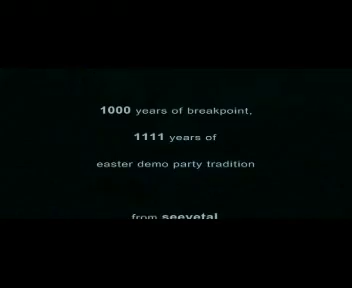 1000 years of breakpoint,
1111 years of
easter demo party tradition
from seevetal